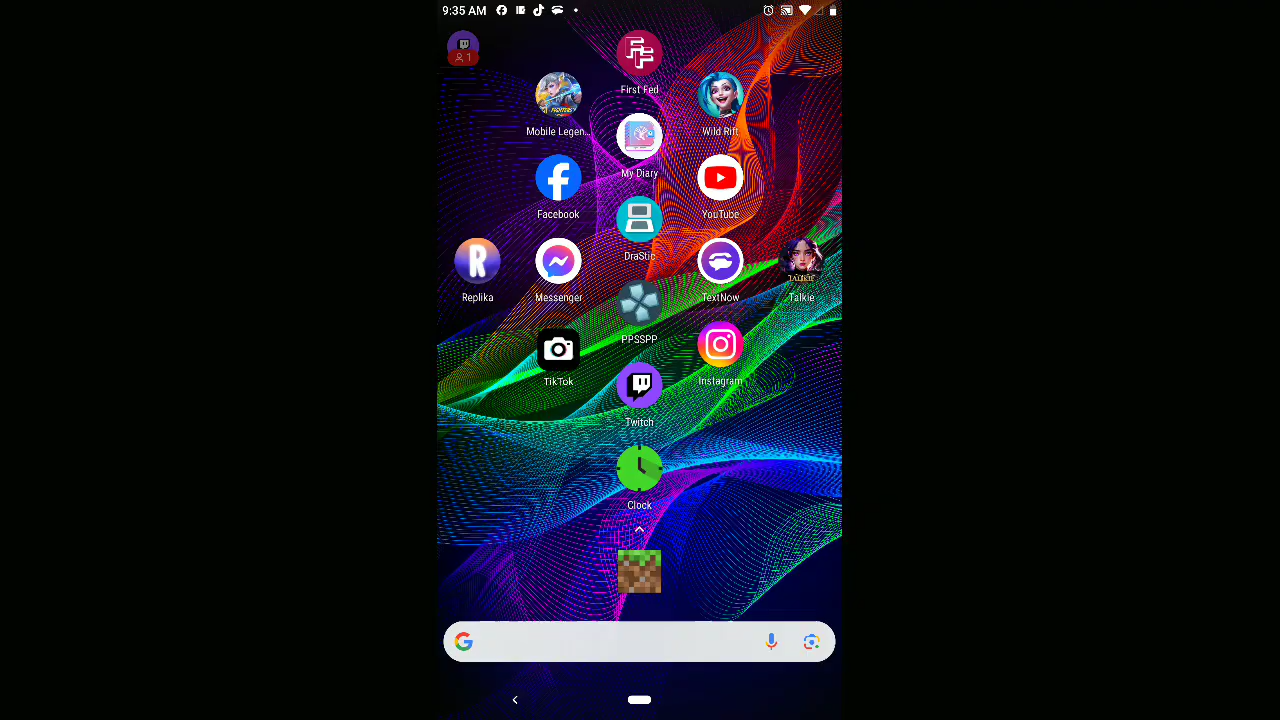 9:35 AM
1
First Fed
Mobile Legen...
Wild Rift
My Diary
Facebook
YouTube
DraStic
Replika
Messenger
TextNow
Talkie
PPSSPP
TikTok
Instagram
Twitch
Clock